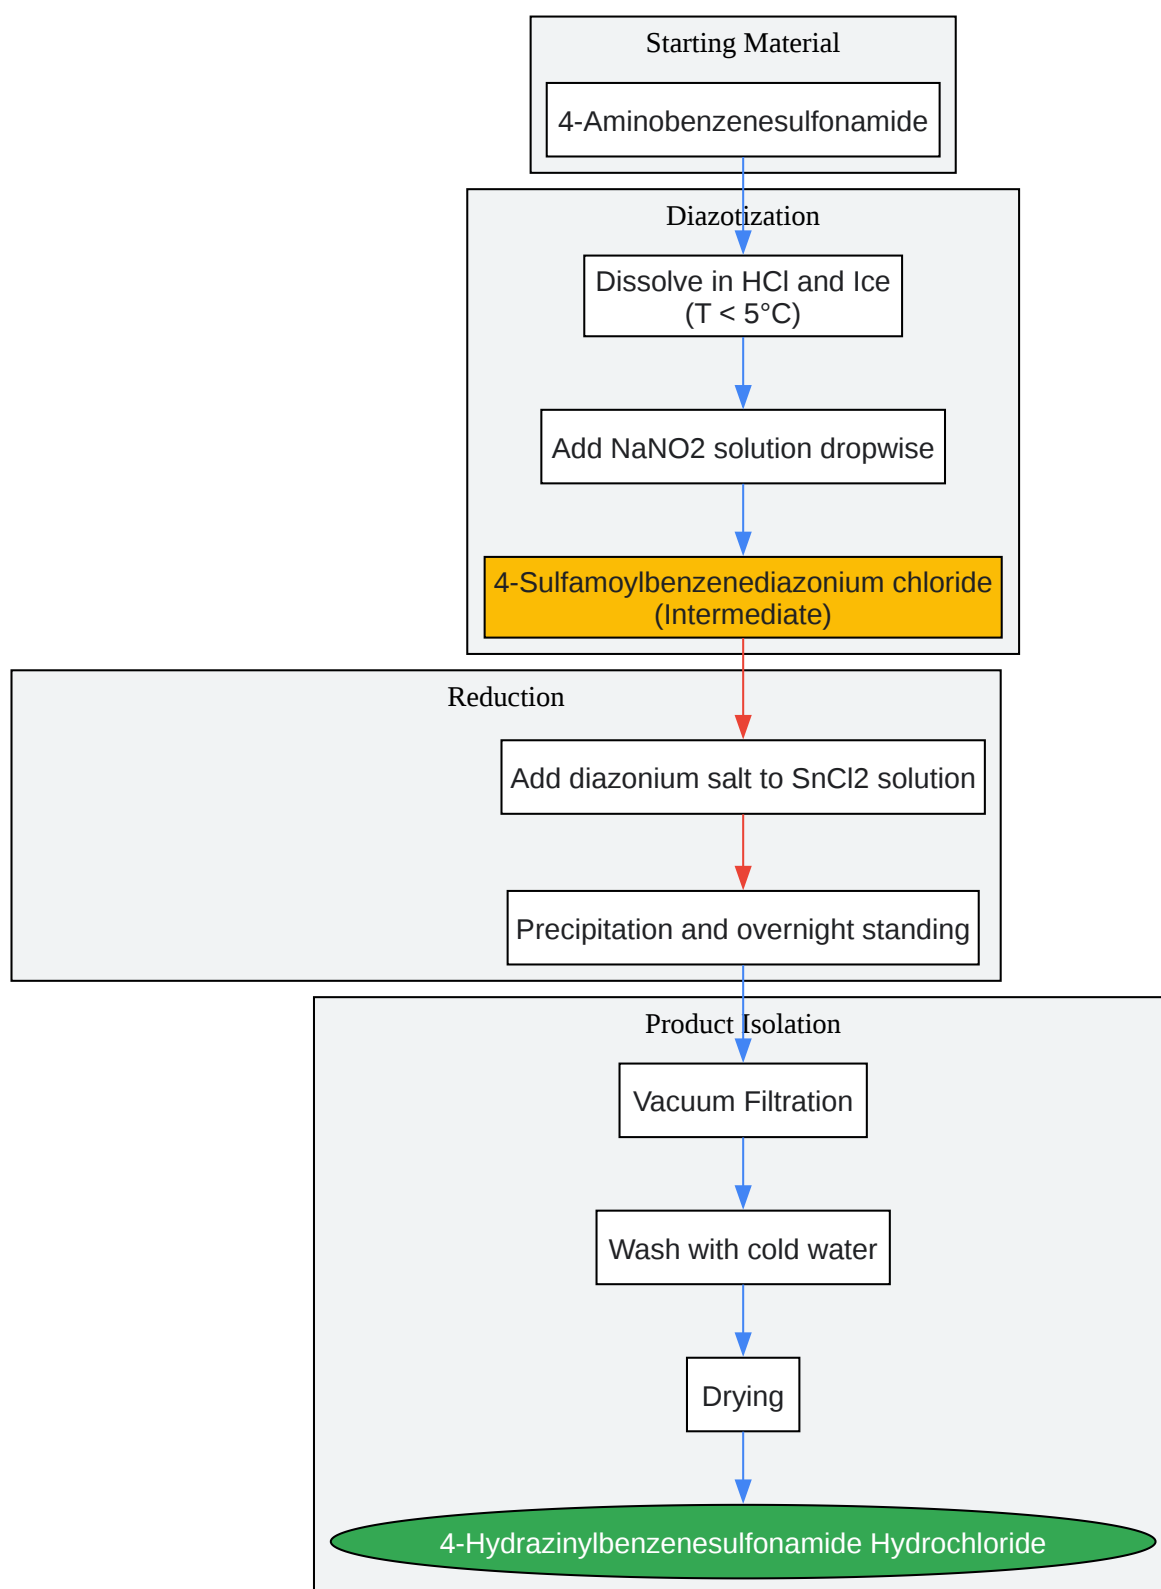 Starting Material
4-Aminobenzenesulfonamide
Diazotization
Dissolve in HCl and Ice
(T < 5°C)
Add NaNO2 solution dropwise
4-Sulfamoylbenzenediazonium chloride
(Intermediate)
Reduction
Add diazonium salt to SnCl2 solution
Precipitation and overnight standing
Product Isolation
Vacuum Filtration
Wash with cold water
Drying
4-Hydrazinylbenzenesulfonamide Hydrochloride